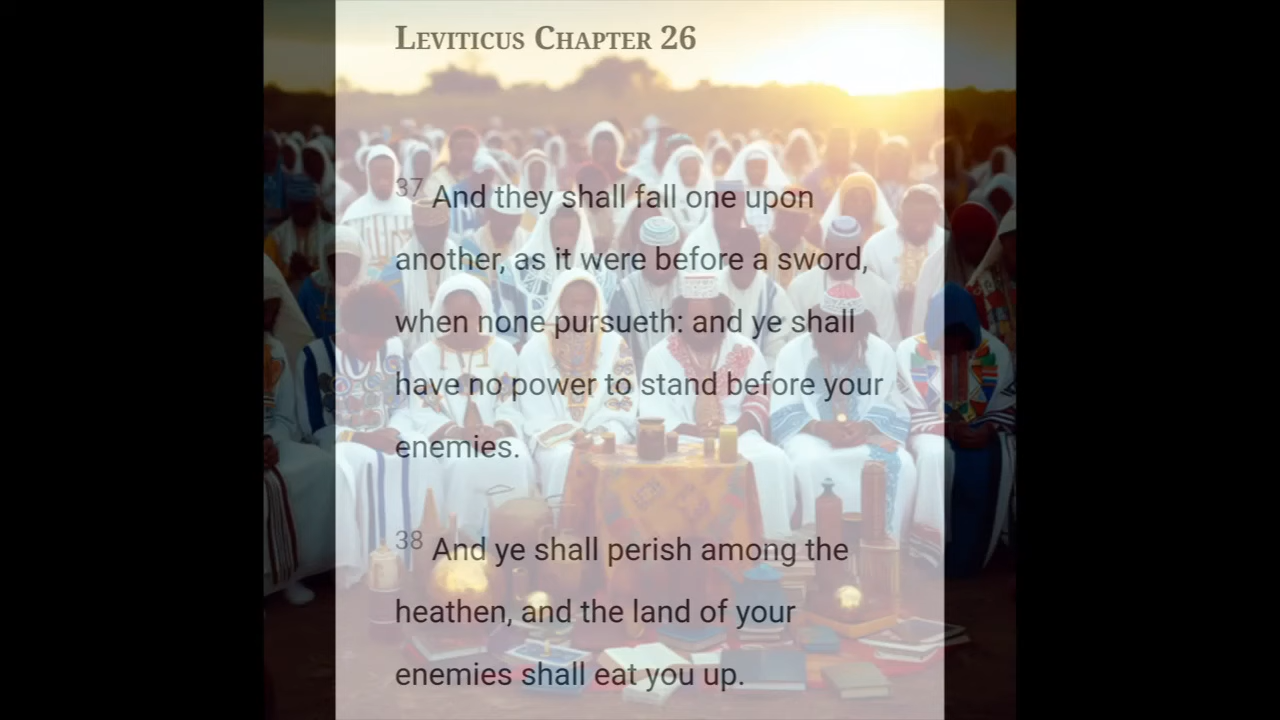 Leviticus Chapter 26
37 And they shall fall one upon
another, as it were before a sword,
when none pursueth: and ye shall
have no power to stand before your
enemies.
38 And ye shall perish among the
heathen, and the land of your
enemies shall eat you up.